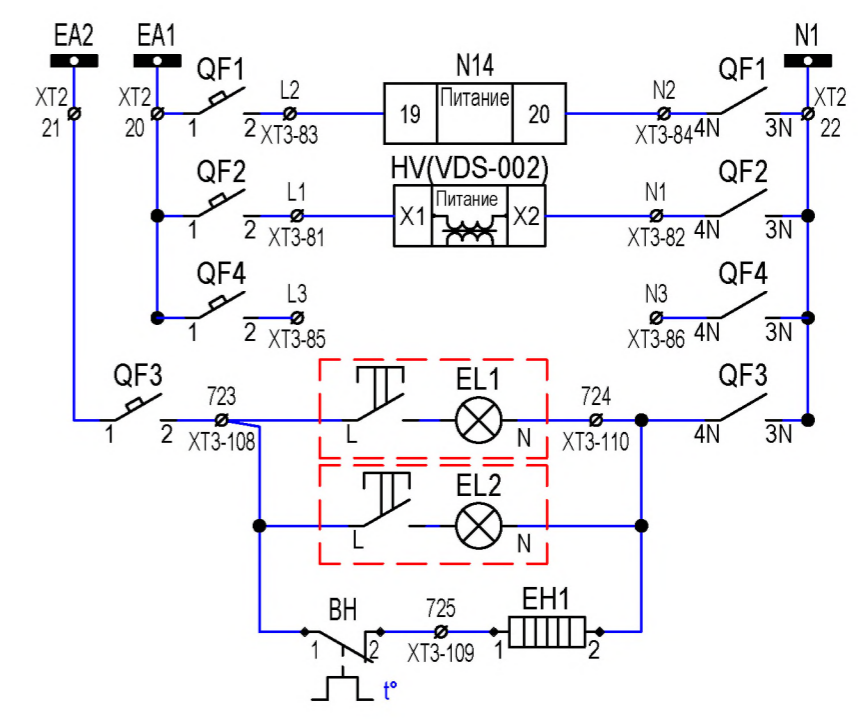 EA2 EA1 N14 N1
QF1 QF1
XT2 XT2 L2 Питание N2 XT2
21 20 1 2 XT3-83 19 20 XT3-84 4N 3N 22
HV(VDS-002)
QF2 QF2
L1 Питание N1
1 2 XT3-81 X1 X2 XT3-82 4N 3N
QF4 QF4
L3 N3
1 2 XT3-85 XT3-86 4N 3N
QF3 723 EL1 724 QF3
1 2 XT3-108 L N XT3-110 4N 3N
EL2
L N
BH 725 EH1
1 2 XT3-109 1 2
t°